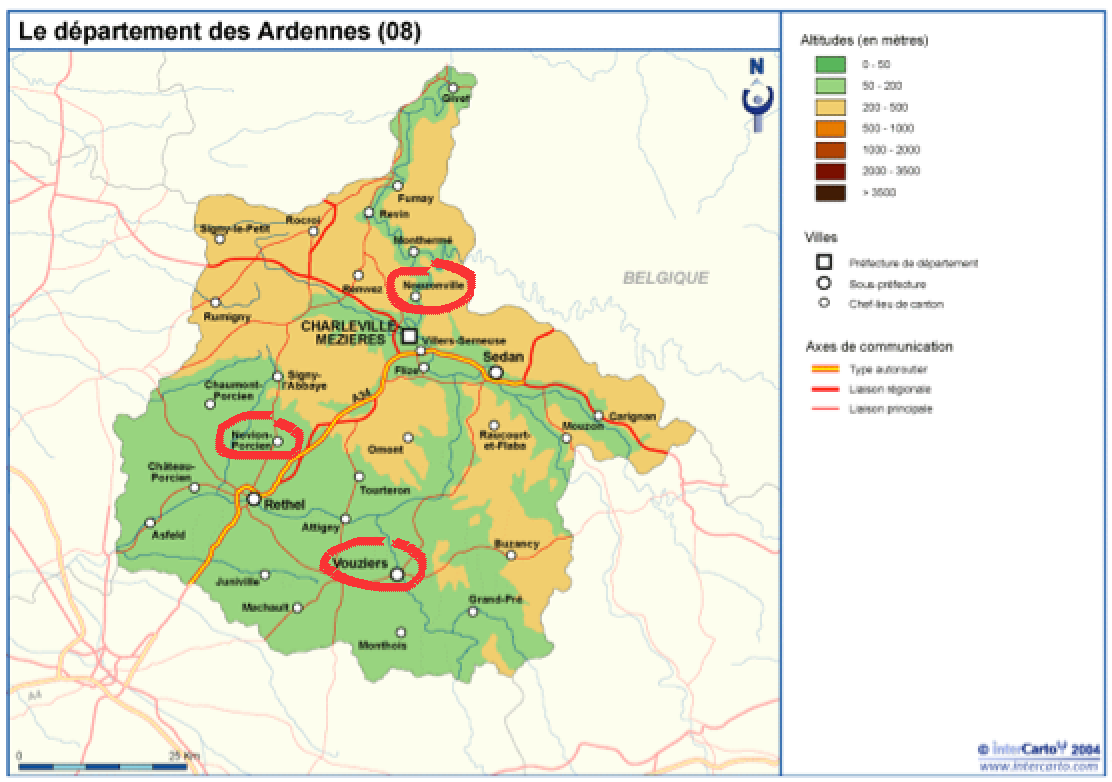 Le département des Ardennes (08)
N
Givet
Fumay
Revin
Rocroi
Signy-le-Petit
Monthermé
Renwez
Nouzonville
Rumigny
BELGIQUE
CHARLEVILLE
MEZIERES
Villers-Semeuse
Sedan
Flize
Signy-
l'Abbaye
Chaumont-
Porcien
A34
Carignan
Mouzon
Raucourt-
et-Flaba
Novion-
Porcien
Omont
Château-
Porcien
Tourteron
Rethel
Attigny
Asfeld
Buzancy
Vouziers
Juniville
Machault
Grand-Pré
Monthois
A4
0
25 Km
Altitudes (en mètres)
0 - 50
50 - 200
200 - 500
500 - 1000
1000 - 2000
2000 - 3500
> 3500
Villes
Préfecture de département
Sous-préfecture
Chef-lieu de canton
Axes de communication
Type autoroutier
Liaison régionale
Liaison principale
© InterCarto 2004
www.intercarto.com